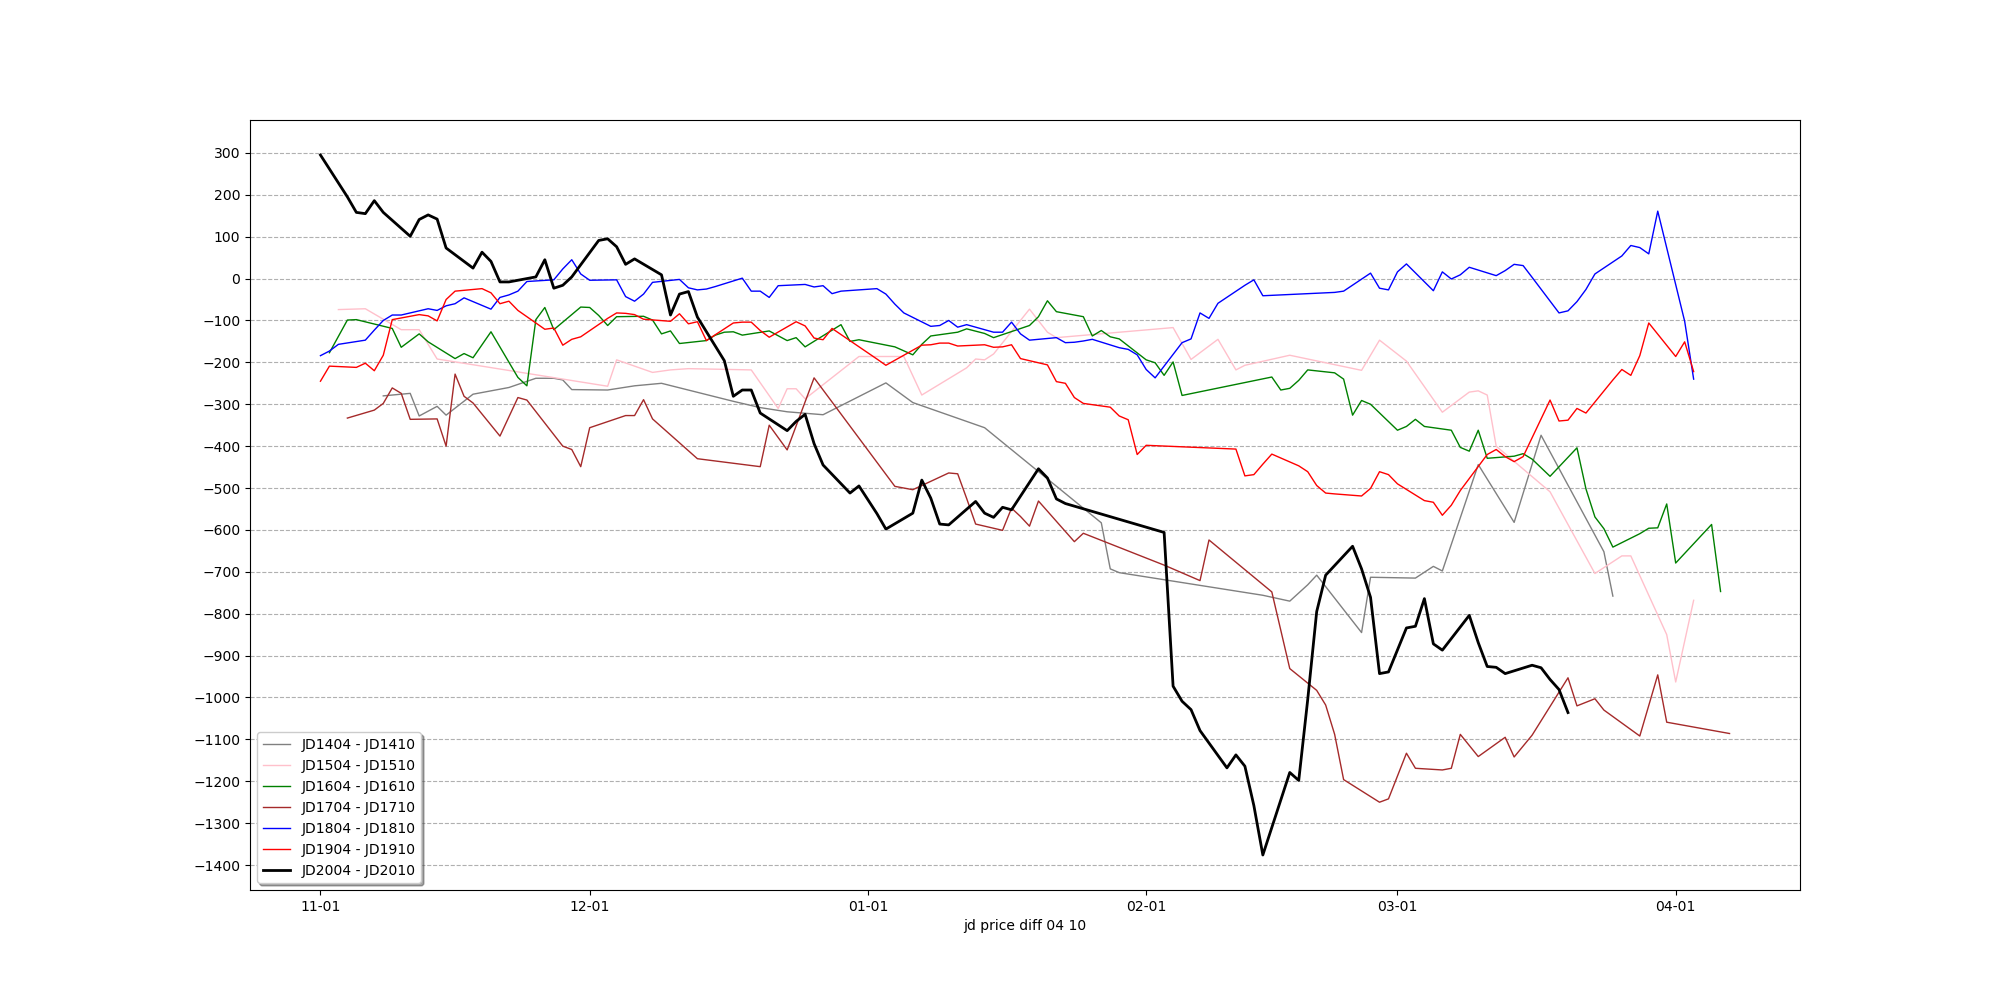 300
200
100
0
−100
−200
−300
−400
−500
−600
−700
−800
−900
−1000
−1100
−1200
−1300
−1400
JD1404 - JD1410
JD1504 - JD1510
JD1604 - JD1610
JD1704 - JD1710
JD1804 - JD1810
JD1904 - JD1910
JD2004 - JD2010
11-01 12-01 01-01 02-01 03-01 04-01
jd price diff 04 10